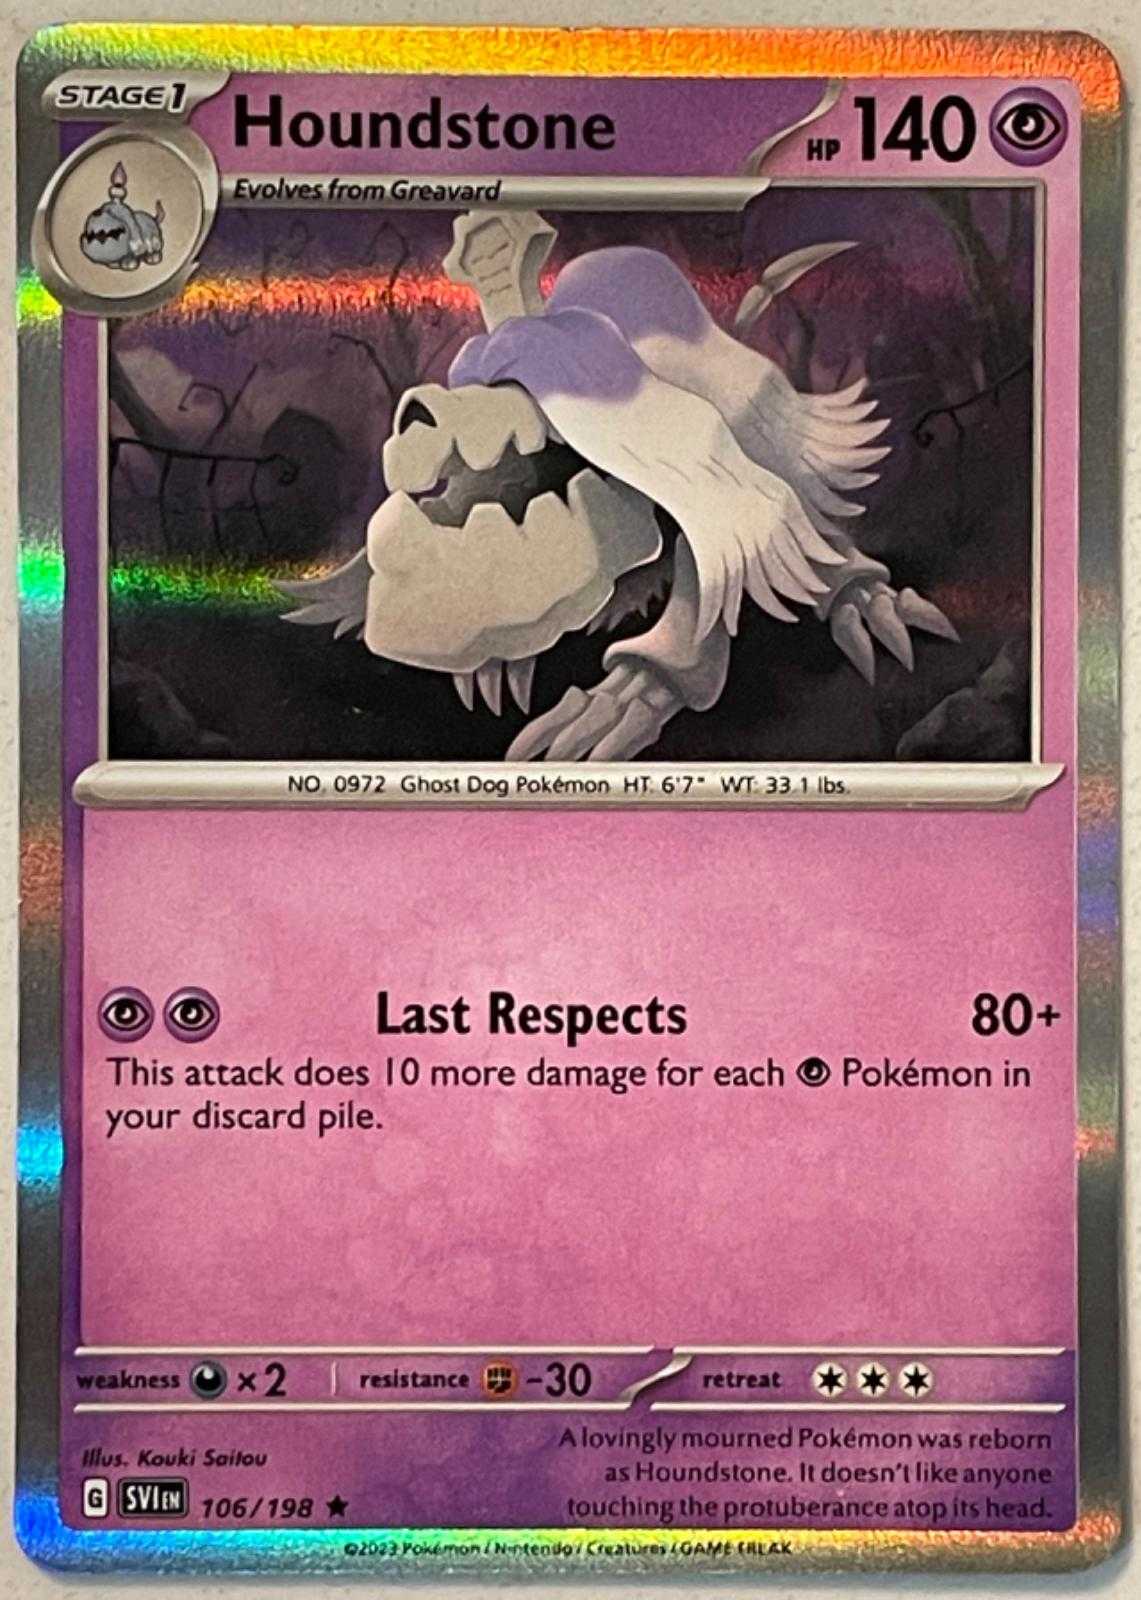 STAGE 1
Houndstone
HP 140
Evolves from Greavard
NO. 0972 Ghost Dog Pokémon HT: 6'7" WT: 33.1 lbs.
Last Respects 80+
This attack does 10 more damage for each Pokémon in
your discard pile.
weakness ×2 resistance -30 retreat
Illus. Kouki Saitou
A lovingly mourned Pokémon was reborn
as Houndstone. It doesn't like anyone
touching the protuberance atop its head.
G SVI EN 106/198 ★
©2023 Pokémon / Nintendo / Creatures / GAME FREAK